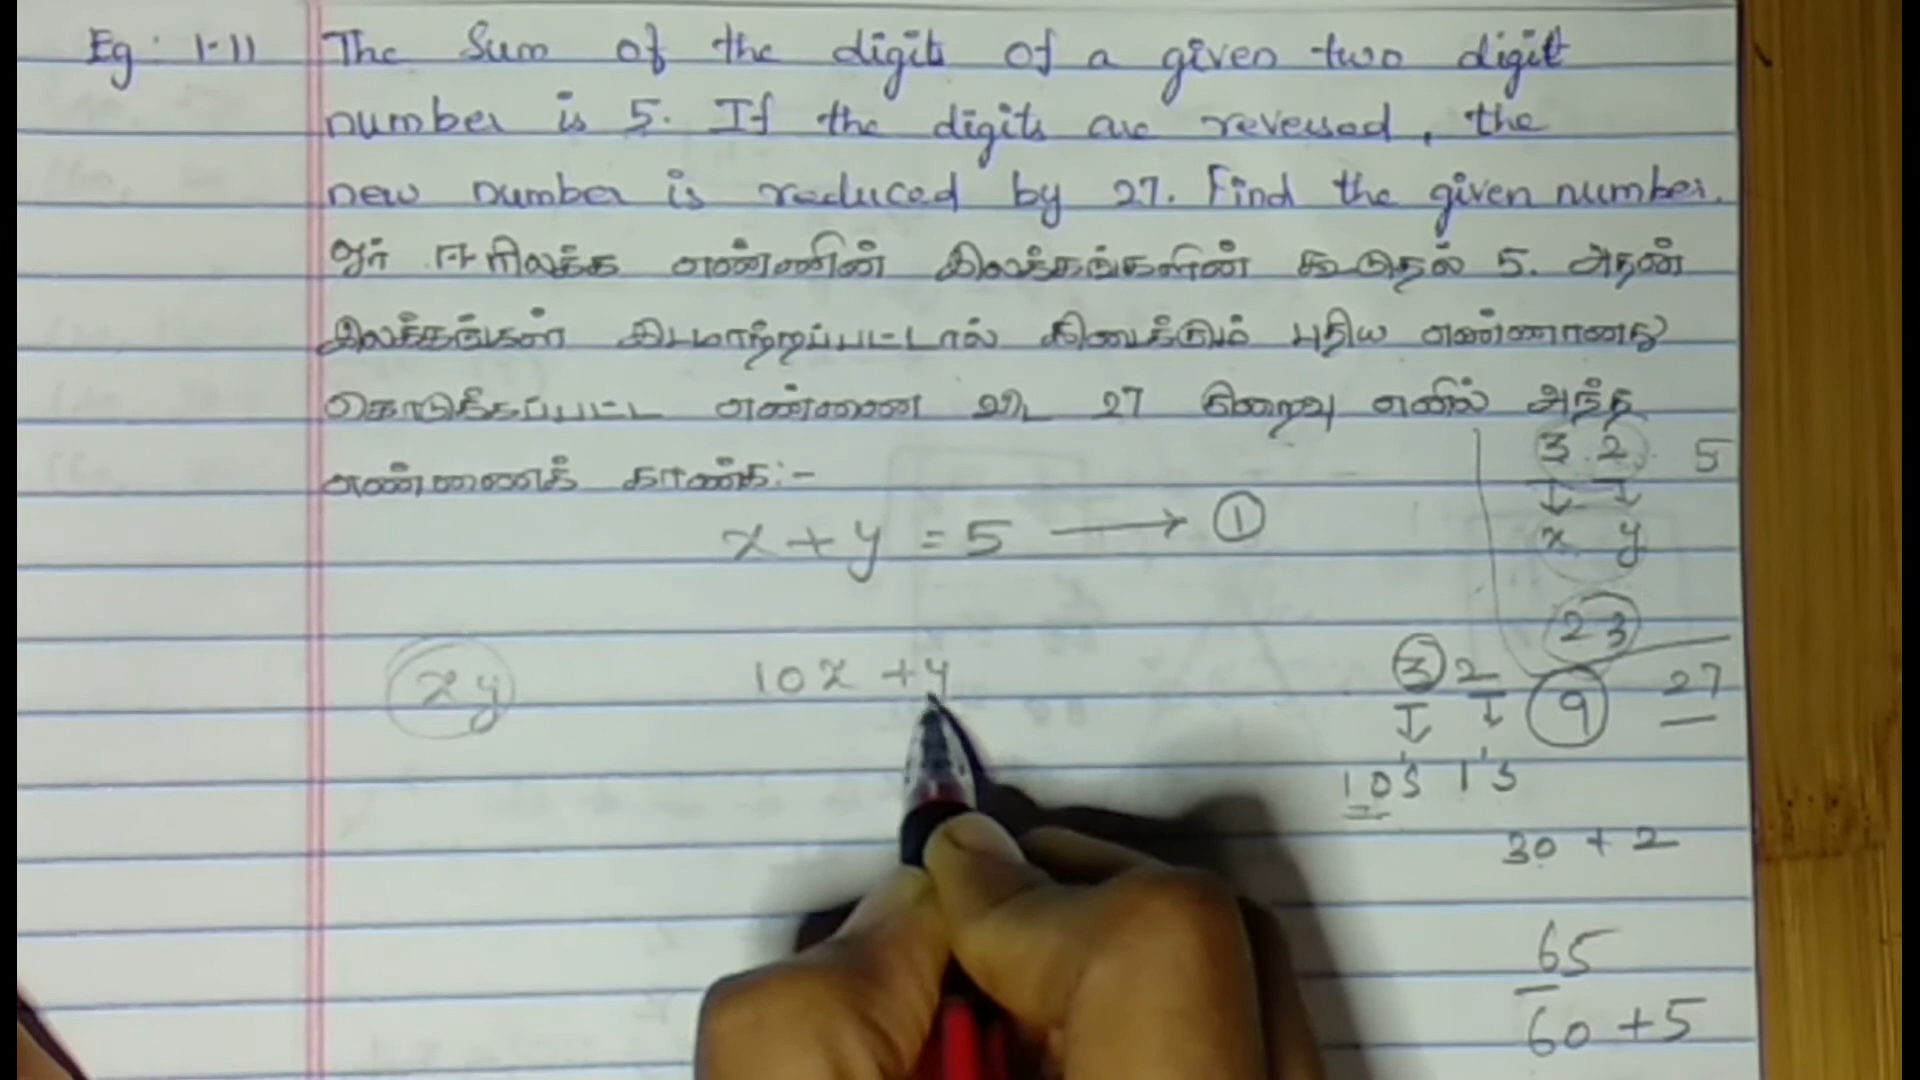 Eg : 1.11 The Sum of the digits of a given two digit
number is 5. If the digits are reversed, the
new number is reduced by 27. Find the given number.
ஓர் ஈரிலக்க எண்ணின் இலக்கங்களின் கூடுதல் 5. அதன்
இலக்கங்கள் இடமாற்றப்பட்டால் கிடைக்கும் புதிய எண்ணானது
கொடுக்கப்பட்ட எண்ணை விட 27 குறைவு எனில் அந்த
எண்ணைக் காண்க:-
3 2 5
↓ ↓
x y
x + y = 5 → ①
23
xy
10x + y
3 2 9 27
↓ ↓
10's 1's
30 + 2
65
60 + 5